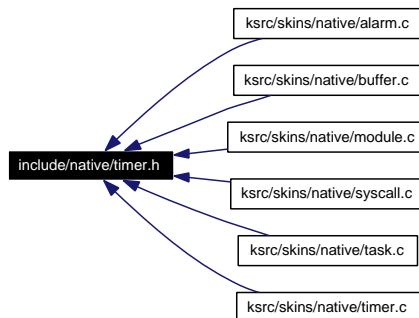 ksrc/skins/native/alarm.c
ksrc/skins/native/buffer.c
ksrc/skins/native/module.c
include/native/timer.h
ksrc/skins/native/syscall.c
ksrc/skins/native/task.c
ksrc/skins/native/timer.c